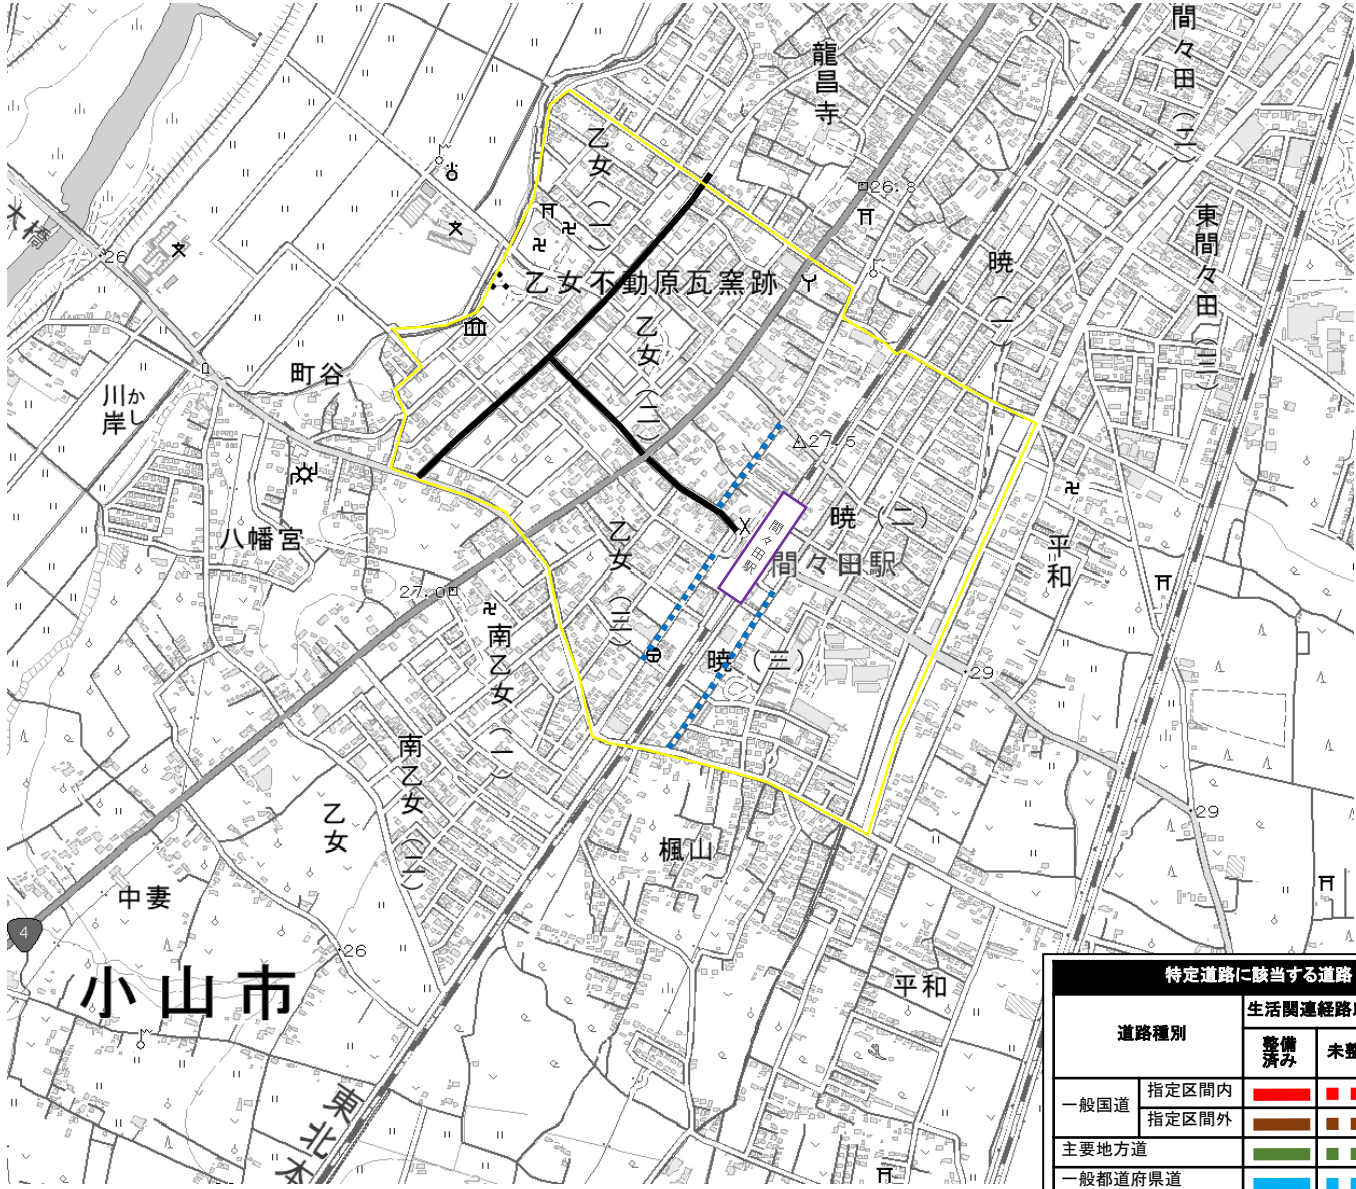 間々田(二)
龍昌寺
乙女(一)
26.8
東間々田(三)
大橋
26
暁(一)
乙女不動原瓦窯跡
乙女(二)
町谷
川岸
かし
27.5
八幡宮
暁(二)
間々田駅
間々田駅
平和
乙女(三)
27.0
南乙女(一)
暁(三)
29
南乙女(二)
乙女
29
楓山
中妻
4
26
小山市
平和
東北本
特定道路に該当する道路
道路種別
生活関連経路
整備済み
未整
一般国道
指定区間内
指定区間外
主要地方道
一般都道府県道